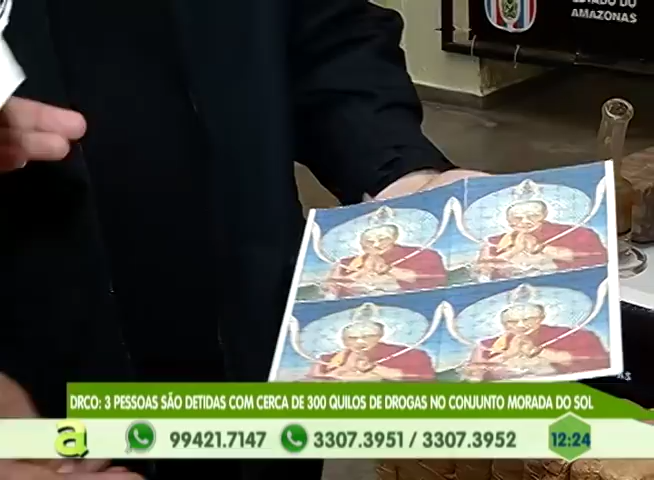 ESTADO DO
AMAZONAS
DRCO: 3 PESSOAS SÃO DETIDAS COM CERCA DE 300 QUILOS DE DROGAS NO CONJUNTO MORADA DO SOL
a 99421.7147 3307.3951 / 3307.3952 12:24